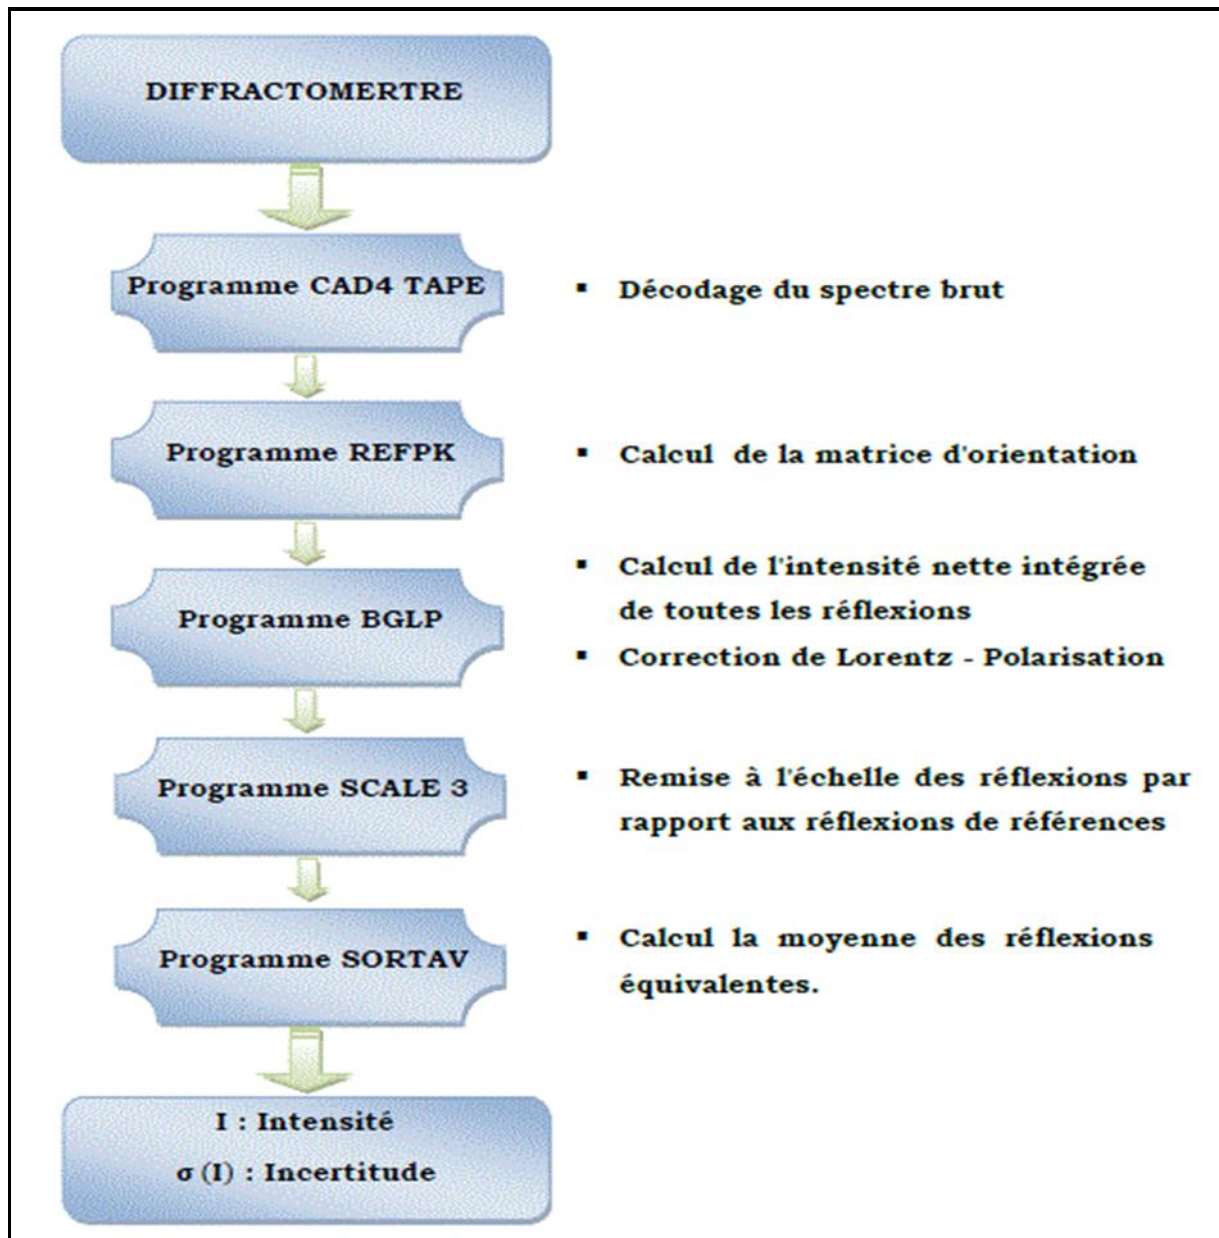 DIFFRACTOMERTRE
Programme CAD4 TAPE
▪ Décodage du spectre brut
Programme REFPK
▪ Calcul de la matrice d'orientation
Programme BGLP
▪ Calcul de l'intensité nette intégrée
de toutes les réflexions
▪ Correction de Lorentz - Polarisation
Programme SCALE 3
▪ Remise à l'échelle des réflexions par
rapport aux réflexions de références
Programme SORTAV
▪ Calcul la moyenne des réflexions
équivalentes.
I : Intensité
σ (I) : Incertitude